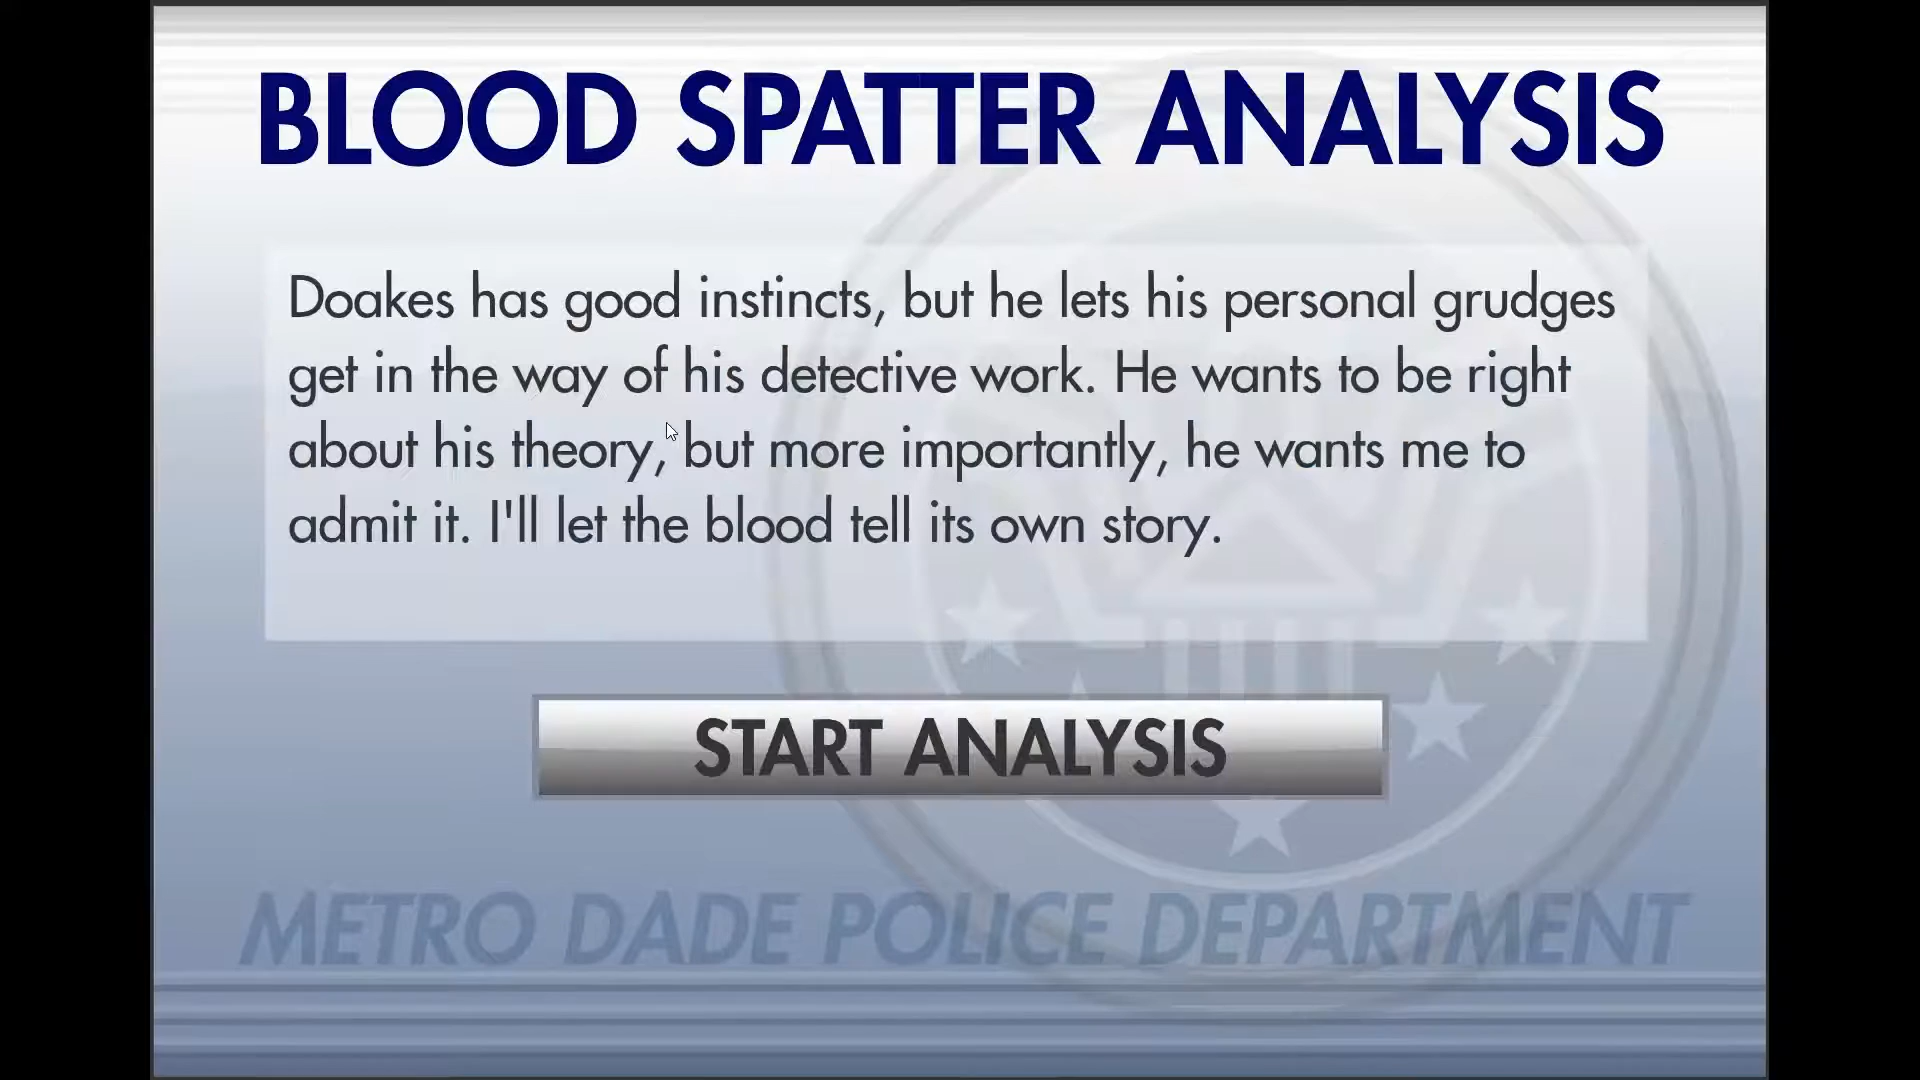 BLOOD SPATTER ANALYSIS
Doakes has good instincts, but he lets his personal grudges
get in the way of his detective work. He wants to be right
about his theory, but more importantly, he wants me to
admit it. I'll let the blood tell its own story.
START ANALYSIS
METRO DADE POLICE DEPARTMENT